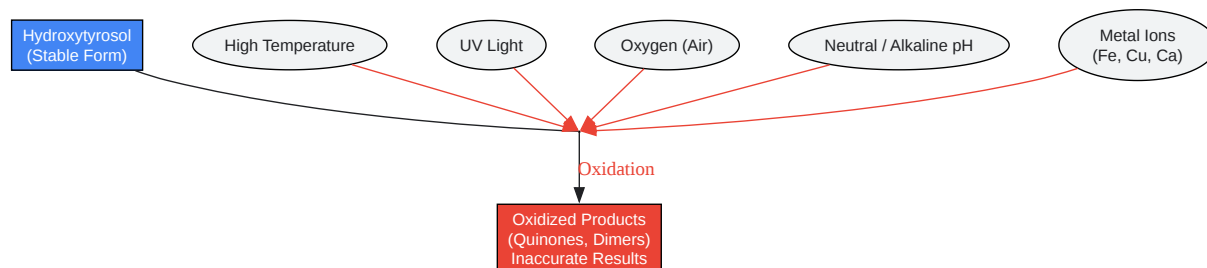 Hydroxytyrosol
(Stable Form)
High Temperature
UV Light
Oxygen (Air)
Neutral / Alkaline pH
Metal Ions
(Fe, Cu, Ca)
Oxidation
Oxidized Products
(Quinones, Dimers)
Inaccurate Results